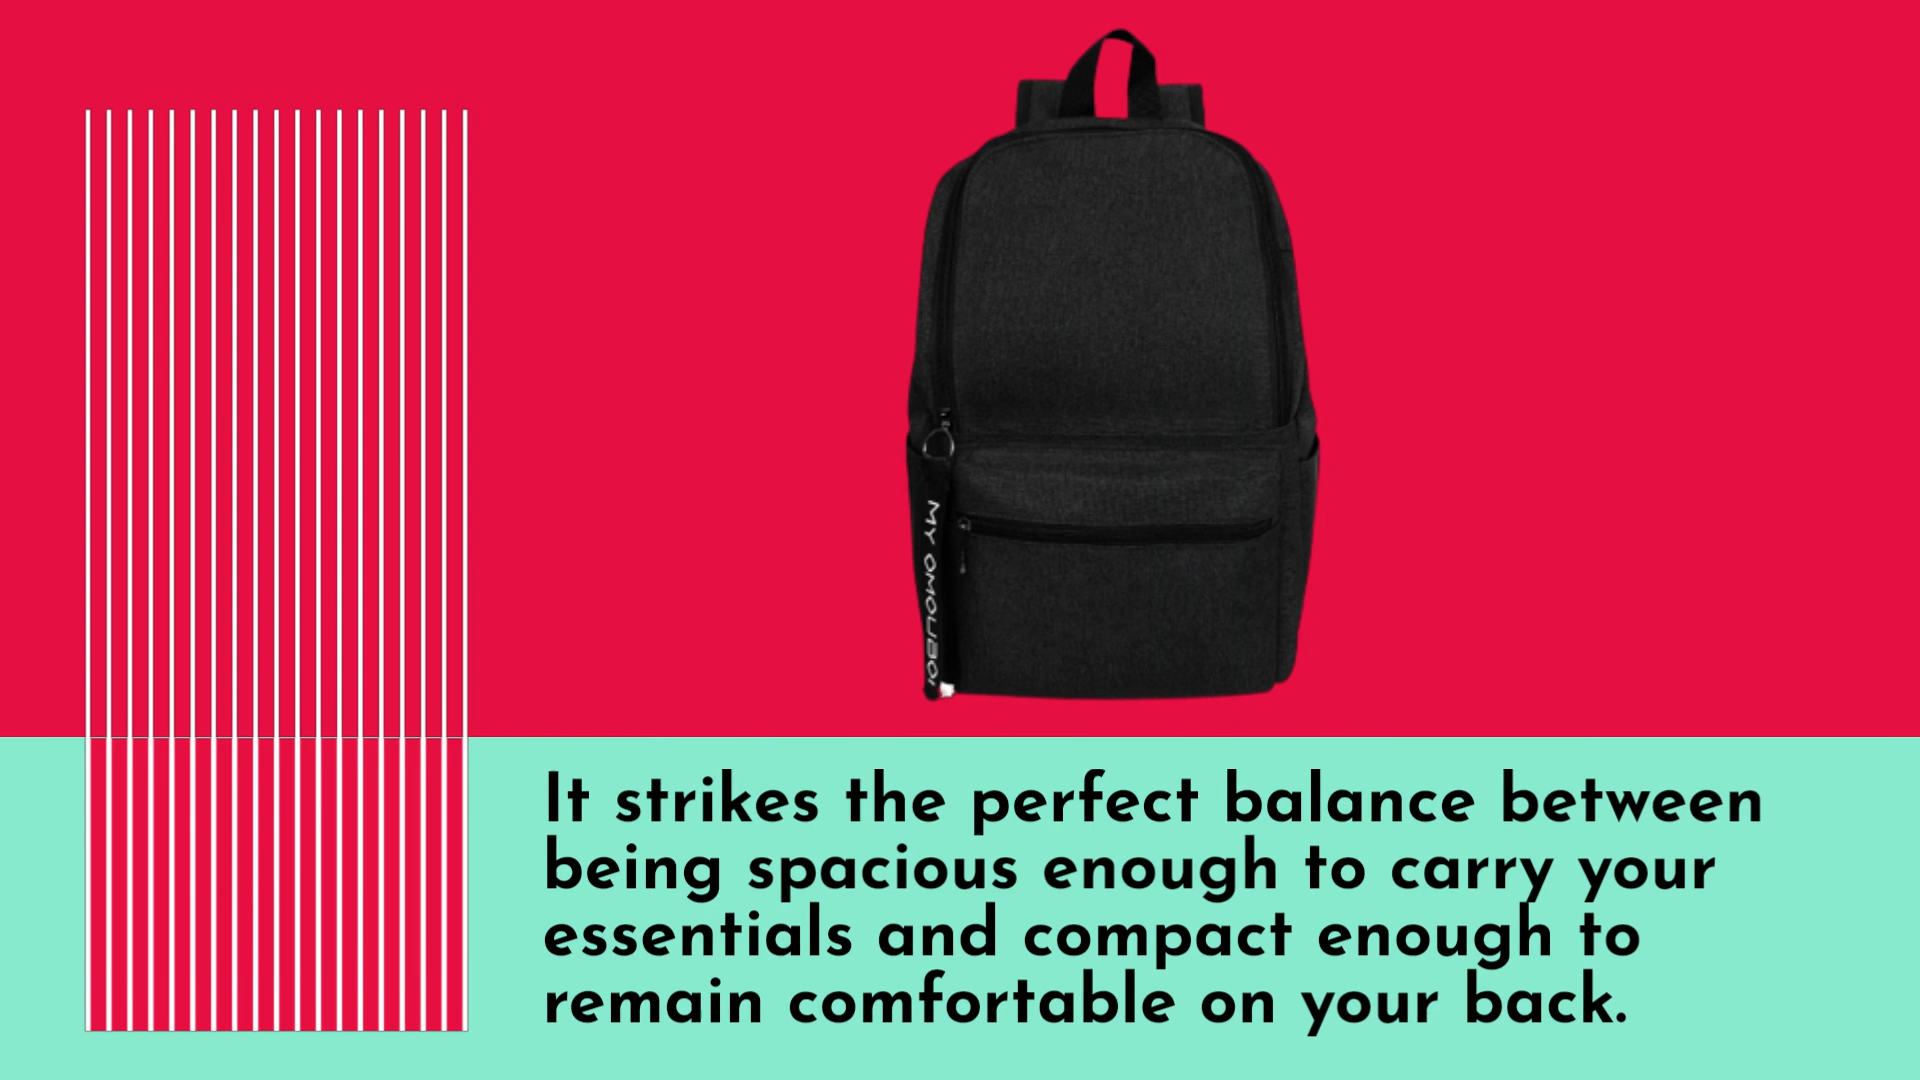 MY OMOUBOI
It strikes the perfect balance between
being spacious enough to carry your
essentials and compact enough to
remain comfortable on your back.